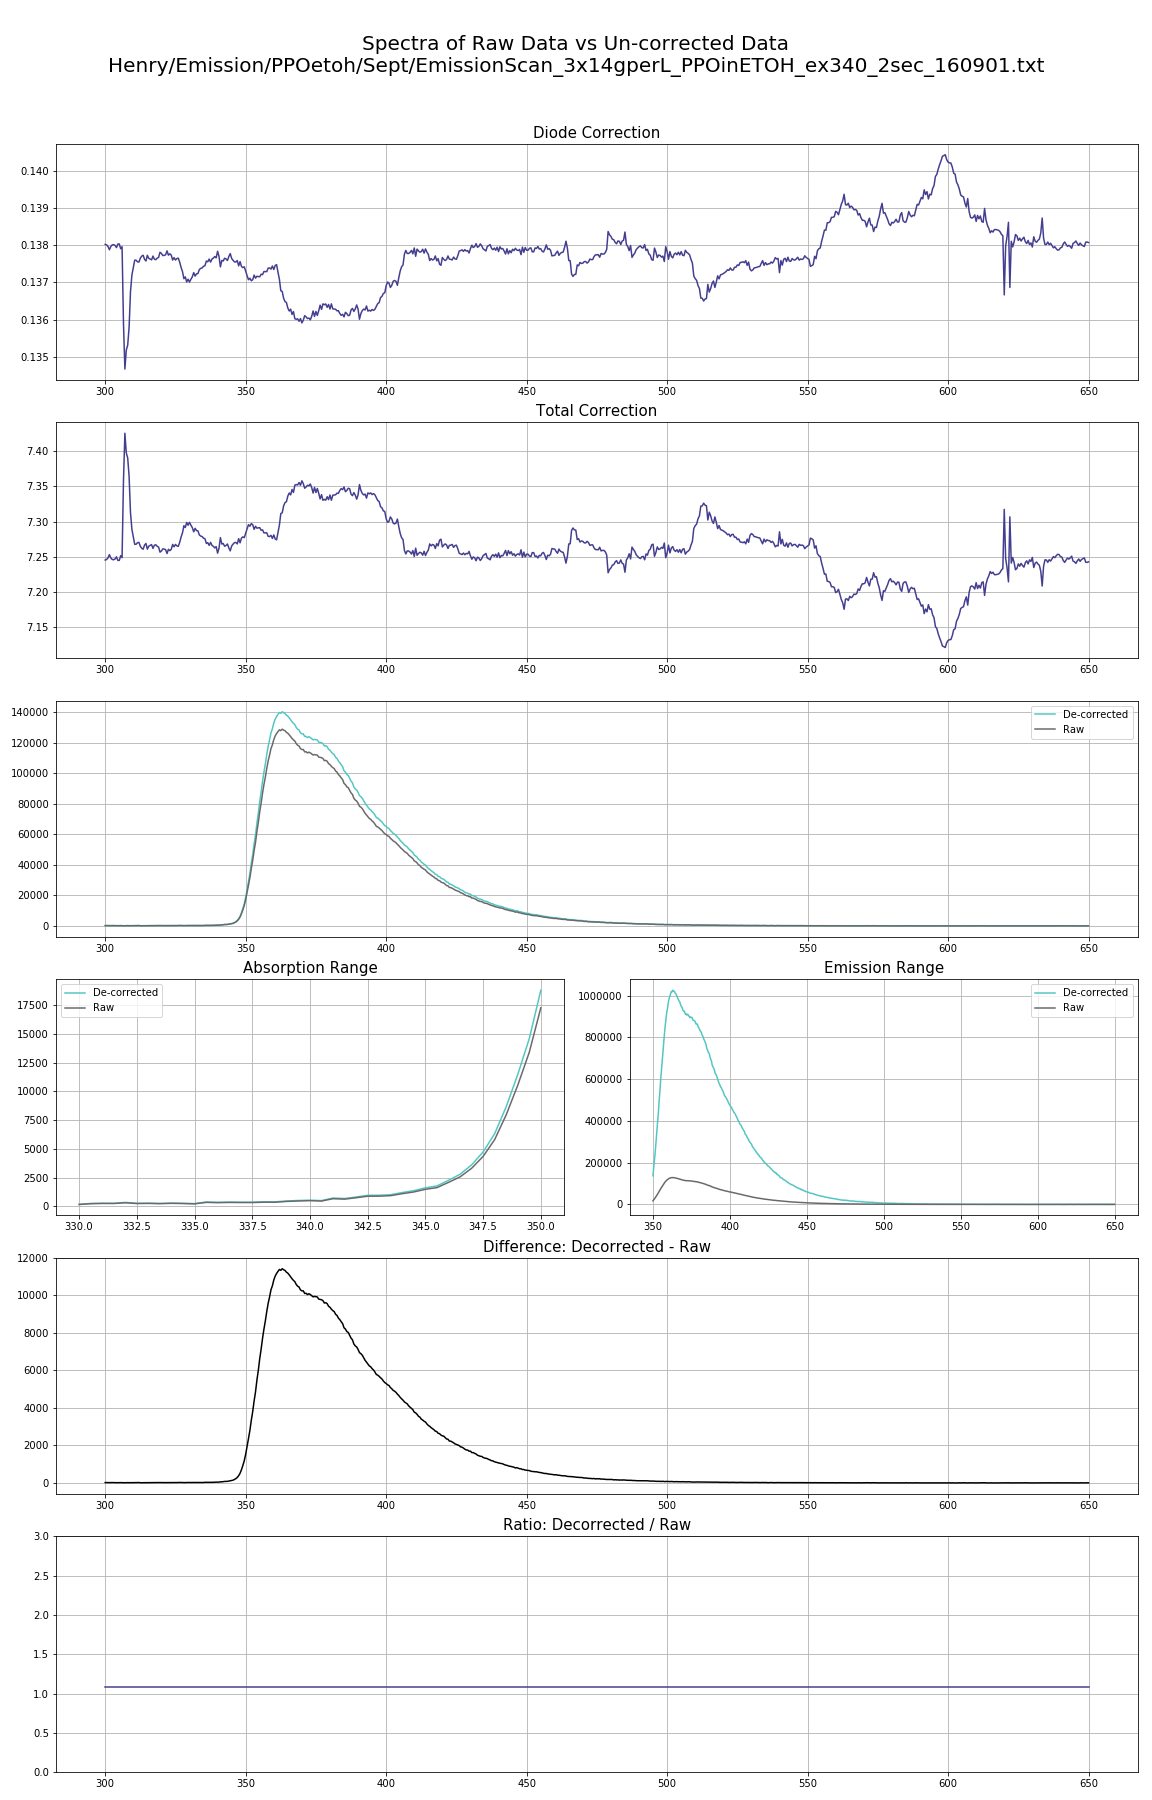 Spectra of Raw Data vs Un-corrected Data
Henry/Emission/PPOetoh/Sept/EmissionScan_3x14gperL_PPOinETOH_ex340_2sec_160901.txt
Diode Correction
0.140
0.139
0.138
0.137
0.136
0.135
300 350 400 450 500 550 600 650
Total Correction
7.40
7.35
7.30
7.25
7.20
7.15
300 350 400 450 500 550 600 650
140000
120000
100000
80000
60000
40000
20000
0
De-corrected
Raw
300 350 400 450 500 550 600 650
Absorption Range
17500
15000
12500
10000
7500
5000
2500
0
De-corrected
Raw
330.0 332.5 335.0 337.5 340.0 342.5 345.0 347.5 350.0
Emission Range
1000000
800000
600000
400000
200000
0
De-corrected
Raw
350 400 450 500 550 600 650
Difference: Decorrected - Raw
12000
10000
8000
6000
4000
2000
0
300 350 400 450 500 550 600 650
Ratio: Decorrected / Raw
3.0
2.5
2.0
1.5
1.0
0.5
0.0
300 350 400 450 500 550 600 650